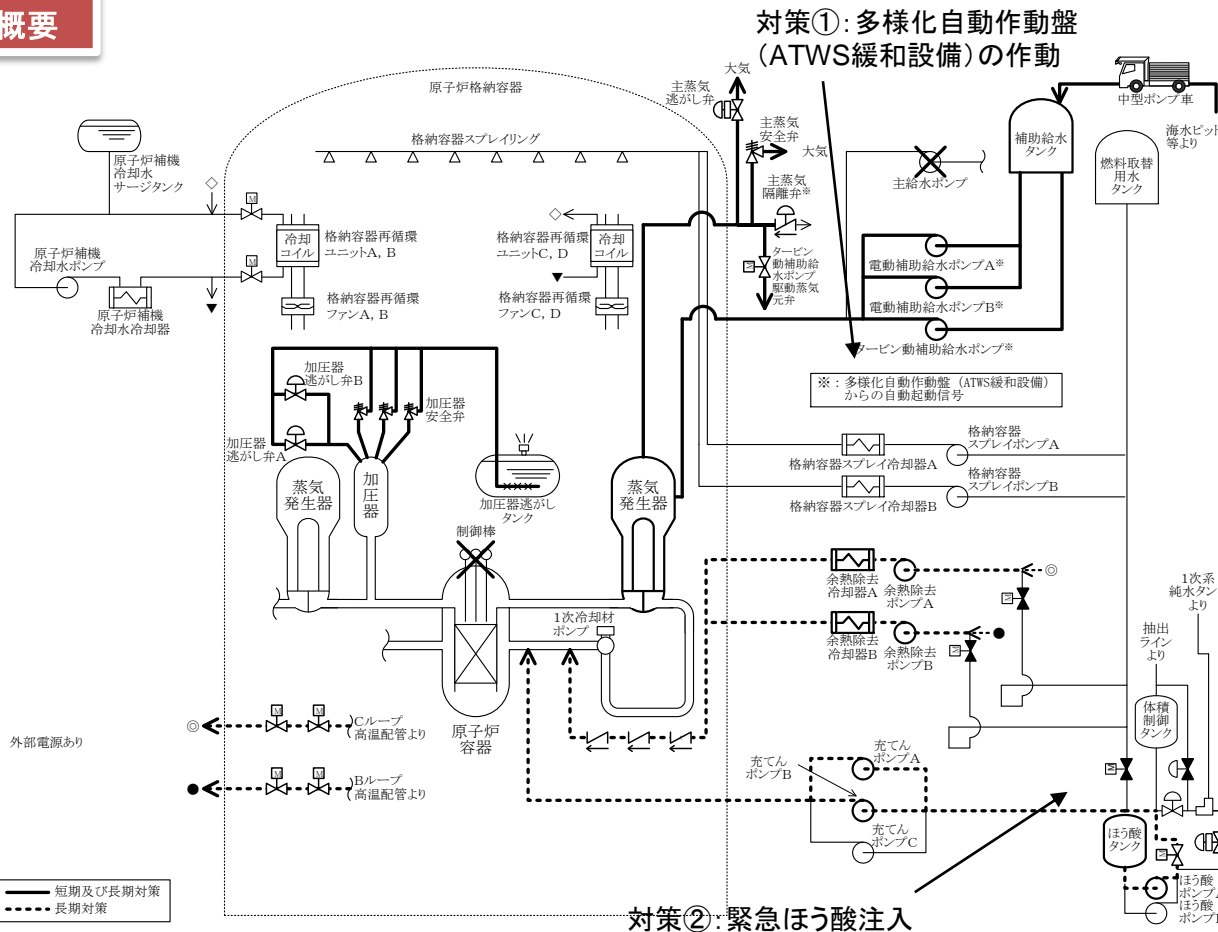 概要
対策①:多様化自動作動盤
(ATWS緩和設備)の作動
大気
主蒸気
逃がし弁
主蒸気
安全弁
大気
主蒸気
隔離弁※
中型ポンプ車
海水ピット
等より
補助給水
タンク
燃料取替
用水
タンク
主給水ポンプ
原子炉格納容器
格納容器スプレイリング
原子炉補機
冷却水
サージタンク
M
M
冷却
コイル
格納容器再循環
ユニットA, B
格納容器再循環
ユニットC, D
冷却
コイル
原子炉補機
冷却水ポンプ
原子炉補機
冷却水冷却器
格納容器再循環
ファンA, B
格納容器再循環
ファンC, D
M
タービン
動補助給
水ポンプ
駆動蒸気
元弁
電動補助給水ポンプA※
電動補助給水ポンプB※
タービン動補助給水ポンプ※
※:多様化自動作動盤(ATWS緩和設備)
からの自動起動信号
加圧器
逃がし弁B
加圧器
安全弁
加圧器
逃がし弁A
蒸気
発生器
加
圧
器
加圧器逃がし
タンク
蒸気
発生器
制御棒
格納容器
スプレイポンプA
格納容器スプレイ冷却器A
格納容器
スプレイポンプB
格納容器スプレイ冷却器B
余熱除去
冷却器A
余熱除去
ポンプA
余熱除去
冷却器B
余熱除去
ポンプB
M
M
1次系
純水タン
より
抽出
ライン
より
体積
制御
タンク
1次冷却材
ポンプ
原子炉
容器
外部電源あり
M
M
Cループ
高温配管より
M
M
Bループ
高温配管より
充てん
ポンプA
充てん
ポンプB
充てん
ポンプC
M
ほう酸
タンク
M
ほう酸
ポンプ
ほう酸
ポンプ
短期及び長期対策
長期対策
対策②:緊急ほう酸注入